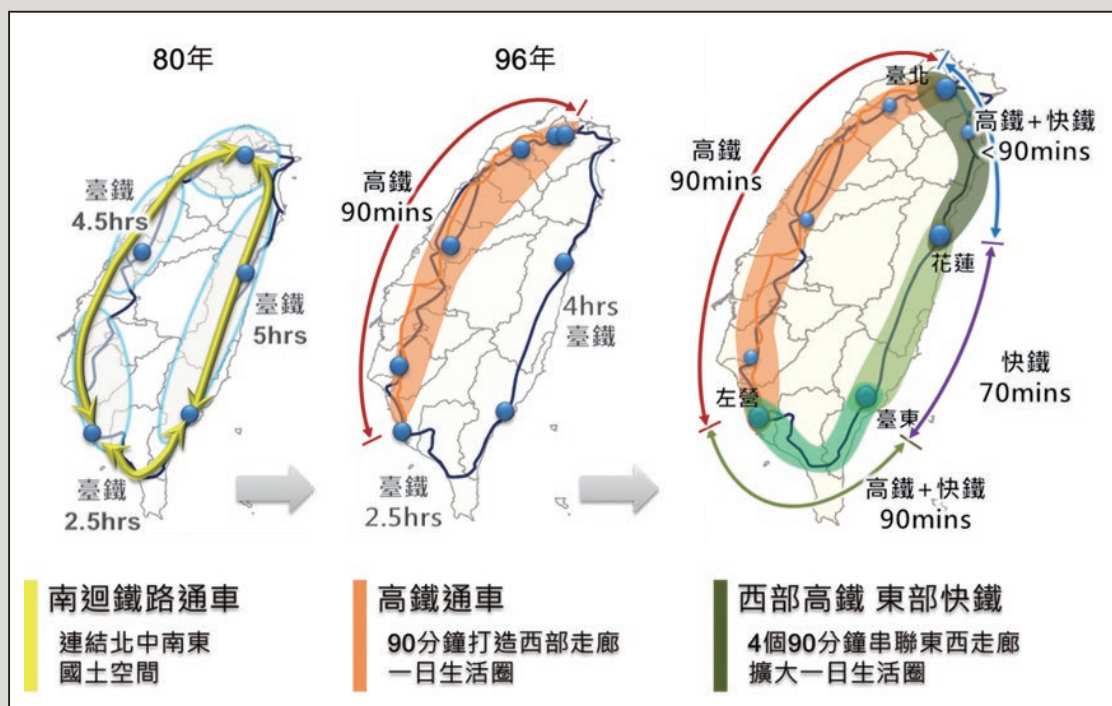 80年
臺鐵
4.5hrs
臺鐵
5hrs
臺鐵
2.5hrs
南迴鐵路通車
連結北中南東
國土空間
96年
高鐵
90mins
4hrs
臺鐵
臺鐵
2.5hrs
高鐵通車
90分鐘打造西部走廊
一日生活圈
臺北
高鐵+快鐵
<90mins
高鐵
90mins
花蓮
快鐵
70mins
左營
臺東
高鐵+快鐵
90mins
西部高鐵 東部快鐵
4個90分鐘串聯東西走廊
擴大一日生活圈